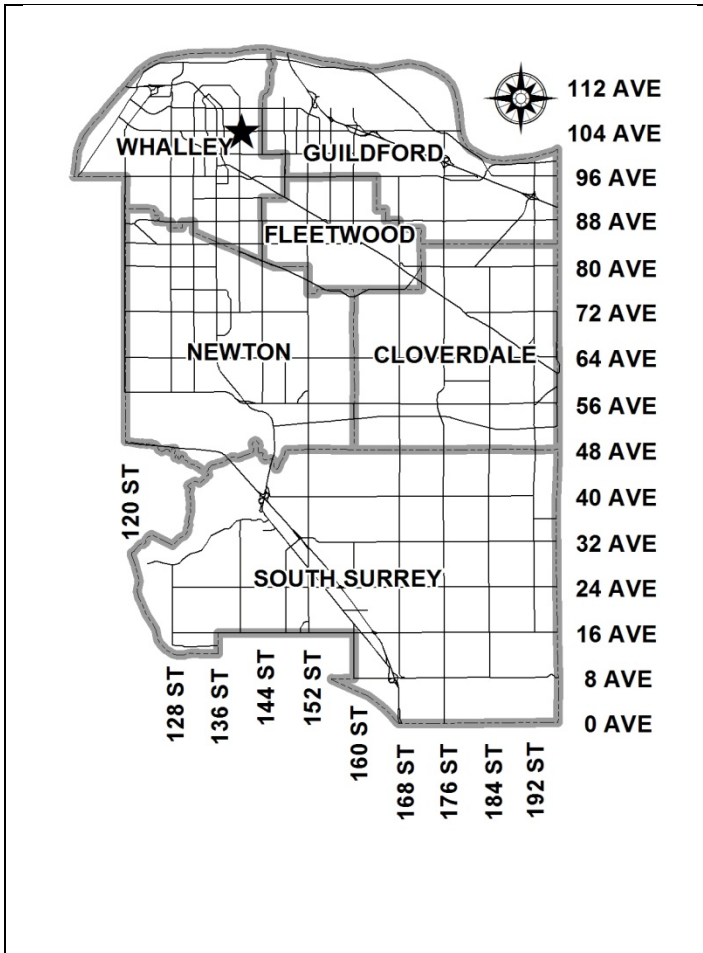 112 AVE
104 AVE
WHALLEY
GUILDFORD
96 AVE
88 AVE
FLEETWOOD
80 AVE
72 AVE
NEWTON
CLOVERDALE
64 AVE
56 AVE
48 AVE
120 ST
40 AVE
32 AVE
SOUTH SURREY
24 AVE
16 AVE
8 AVE
0 AVE
128 ST
136 ST
144 ST
152 ST
160 ST
168 ST
176 ST
184 ST
192 ST